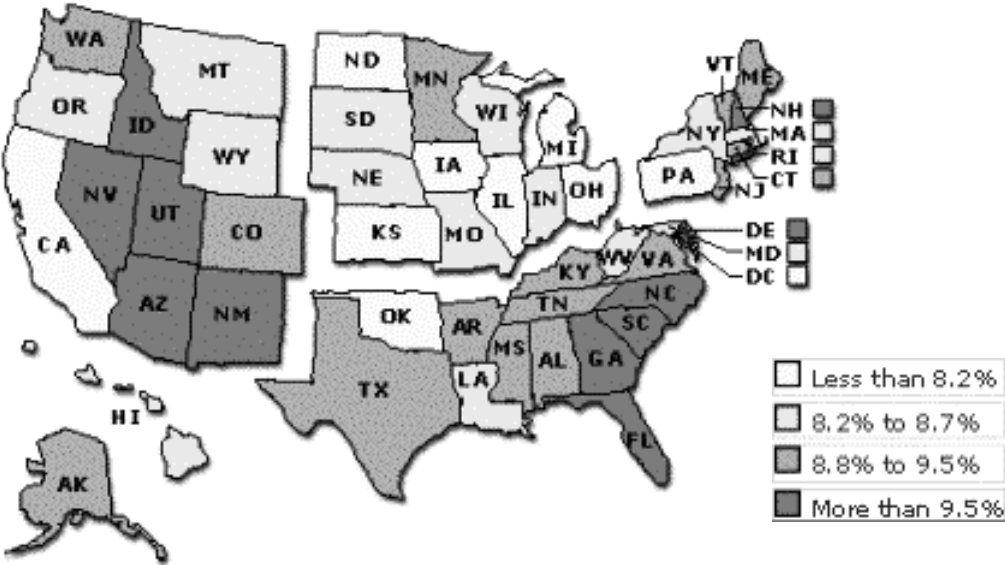 WA
MT
ND
MN
VT
ME
OR
ID
SD
WI
NY
NH
MA
WY
IA
MI
RI
NE
PA
CT
NV
UT
IL
IN
OH
NJ
CO
KS
MO
DE
CA
WV
VA
MD
KY
DC
AZ
NM
OK
AR
TN
NC
SC
MS
AL
GA
TX
LA
HI
FL
AK
Less than 8.2%
8.2% to 8.7%
8.8% to 9.5%
More than 9.5%